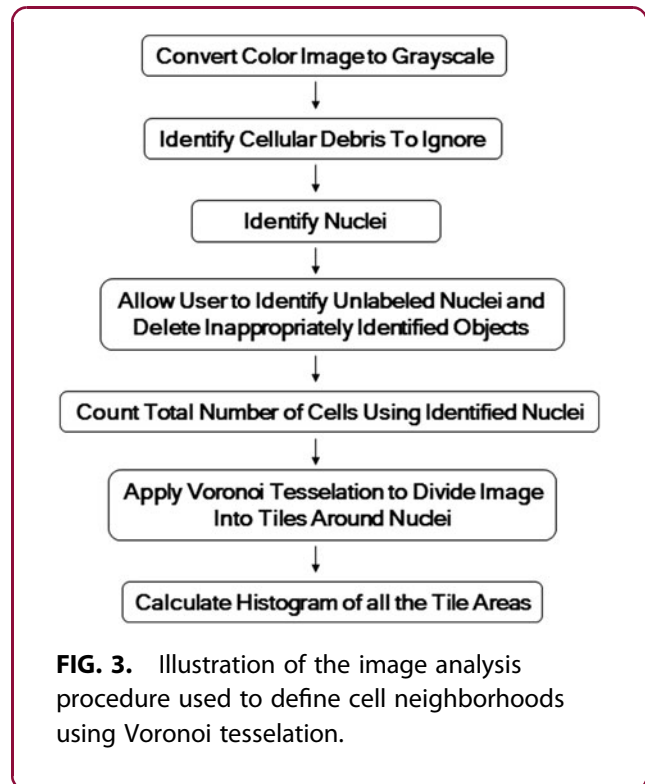 Convert Color Image to Grayscale
Identify Cellular Debris To Ignore
Identify Nuclei
Allow User to Identify Unlabeled Nuclei and
Delete Inappropriately Identified Objects
Count Total Number of Cells Using Identified Nuclei
Apply Voronoi Tesselation to Divide Image
Into Tiles Around Nuclei
Calculate Histogram of all the Tile Areas
FIG. 3. Illustration of the image analysis
procedure used to define cell neighborhoods
using Voronoi tesselation.